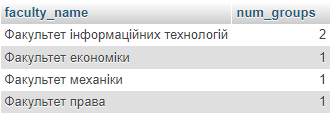 faculty_name num_groups
Факультет інформаційних технологій 2
Факультет економіки 1
Факультет механіки 1
Факультет права 1